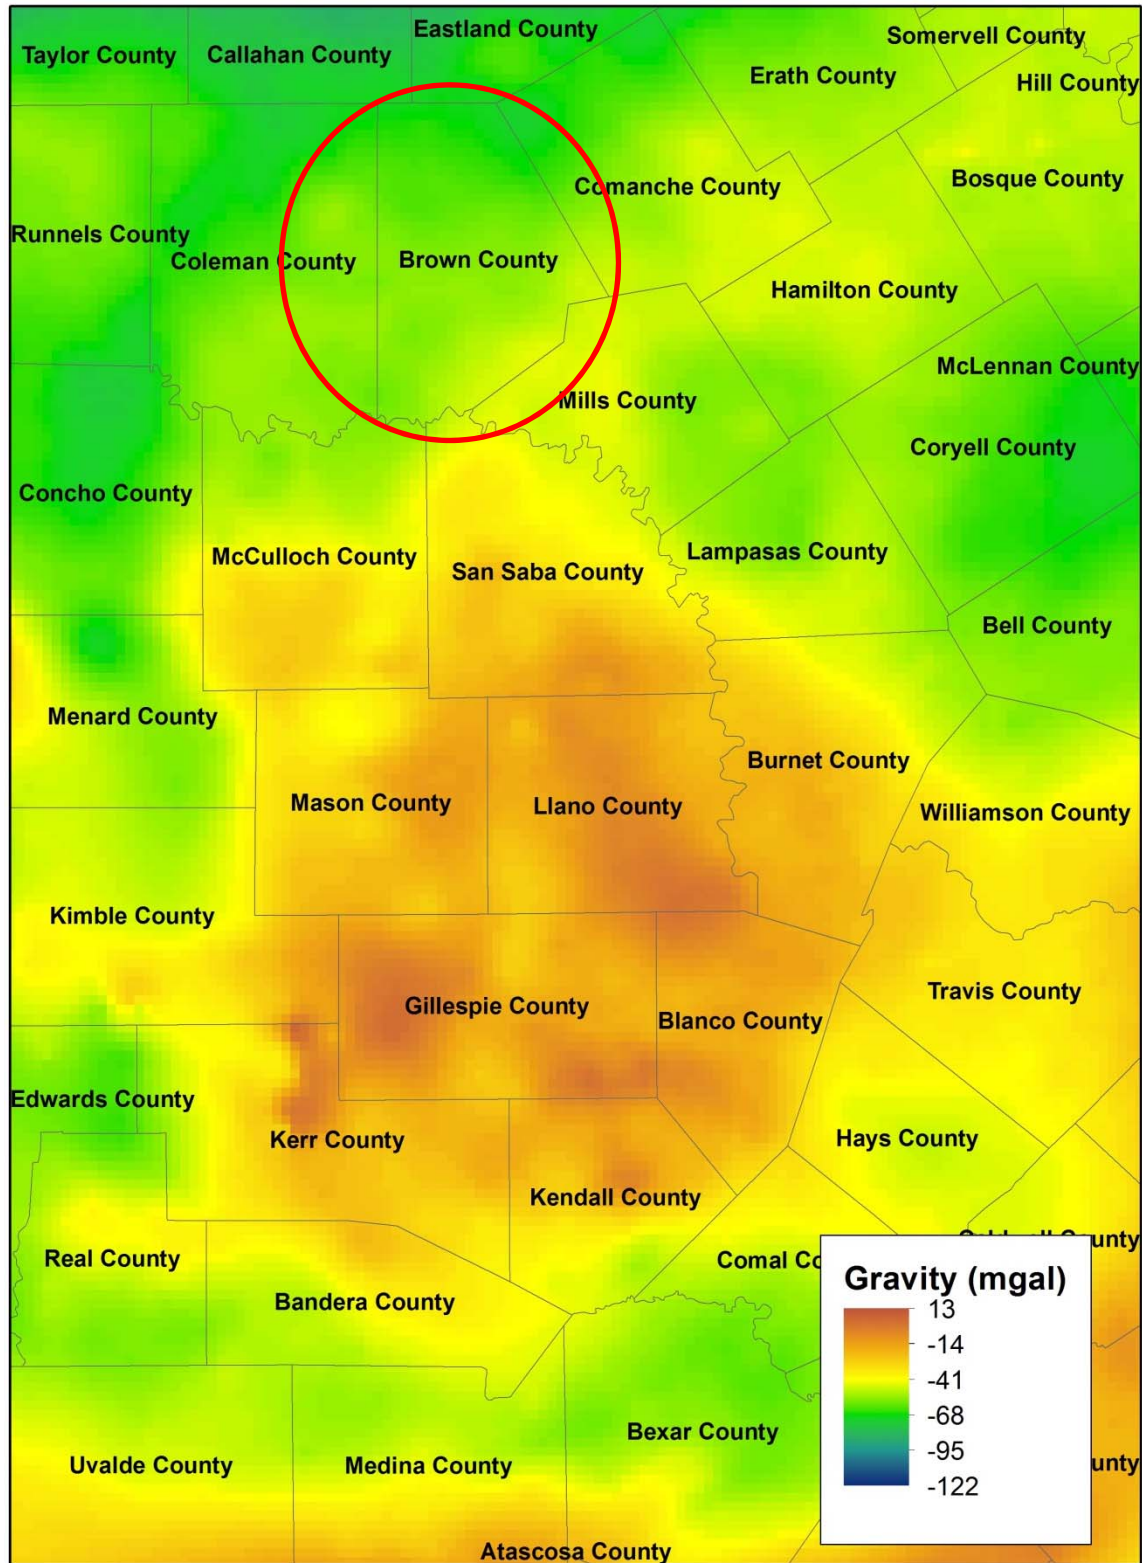 Eastland County
Taylor County
Callahan County
Somervell County
Erath County
Hill County
Comanche County
Bosque County
Runnels County
Coleman County
Brown County
Hamilton County
McLennan County
Mills County
Coryell County
Concho County
McCulloch County
San Saba County
Lampasas County
Bell County
Menard County
Burnet County
Mason County
Llano County
Williamson County
Kimble County
Gillespie County
Blanco County
Travis County
Edwards County
Kerr County
Hays County
Kendall County
Real County
Comal Co
unty
Bandera County
Gravity (mgal)
13
-14
-41
-68
-95
-122
Bexar County
Uvalde County
Medina County
unty
Atascosa County